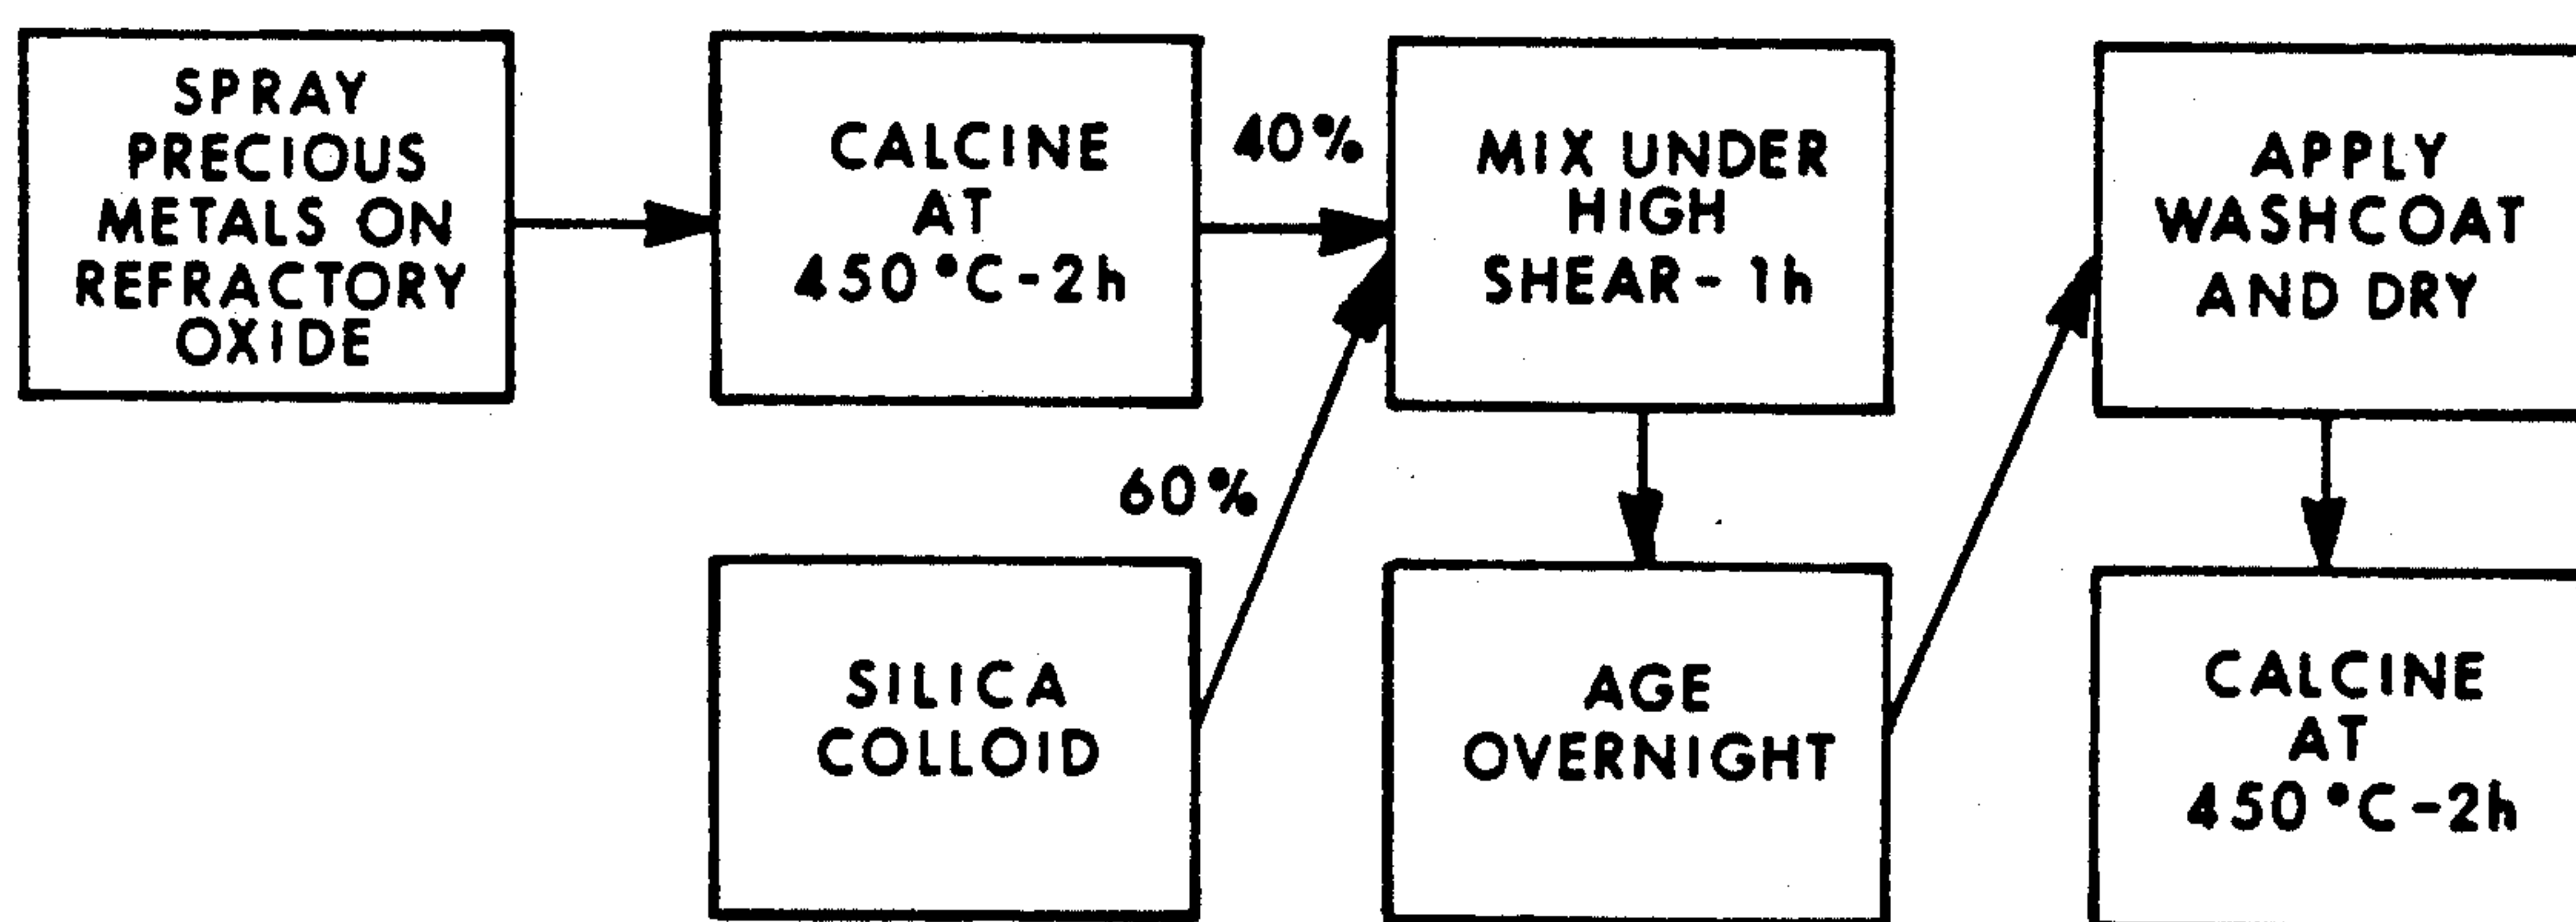 SPRAY
PRECIOUS
METALS ON
REFRACTORY
OXIDE
CALCINE
AT
450°C-2h
40%
MIX UNDER
HIGH
SHEAR- 1h
APPLY
WASHCOAT
AND DRY
60%
SILICA
COLLOID
AGE
OVERNIGHT
CALCINE
AT
450°C-2h